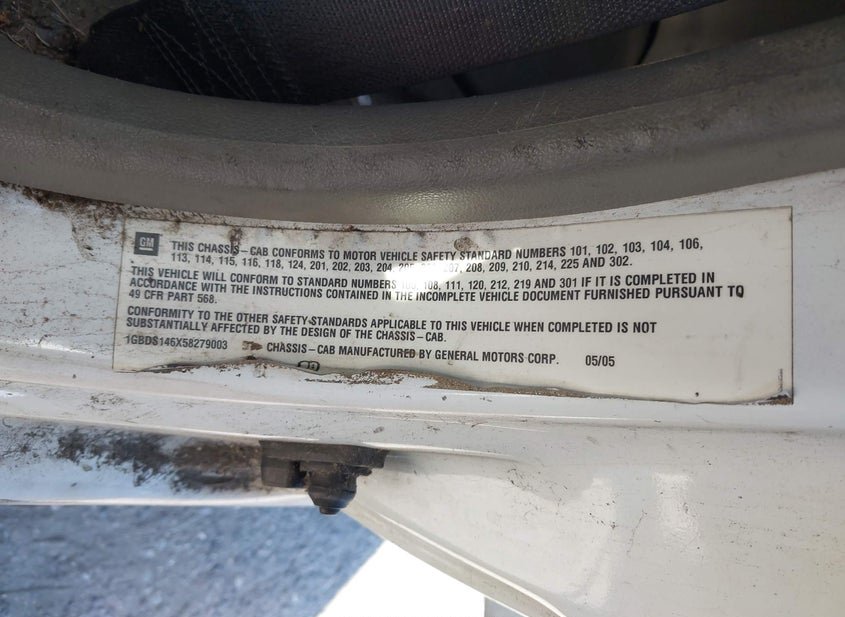 GM
THIS CHASSIS-CAB CONFORMS TO MOTOR VEHICLE SAFETY STANDARD NUMBERS 101, 102, 103, 104, 106,
113, 114, 115, 116, 118, 124, 201, 202, 203, 204, 207, 208, 209, 210, 214, 225 AND 302.
THIS VEHICLE WILL CONFORM TO STANDARD NUMBERS 108, 111, 120, 212, 219 AND 301 IF IT IS COMPLETED IN
ACCORDANCE WITH THE INSTRUCTIONS CONTAINED IN THE INCOMPLETE VEHICLE DOCUMENT FURNISHED PURSUANT TO
49 CFR PART 568.
CONFORMITY TO THE OTHER SAFETY STANDARDS APPLICABLE TO THIS VEHICLE WHEN COMPLETED IS NOT
SUBSTANTIALLY AFFECTED BY THE DESIGN OF THE CHASSIS-CAB.
1GBDS146X58279003 CHASSIS-CAB MANUFACTURED BY GENERAL MOTORS CORP. 05/05